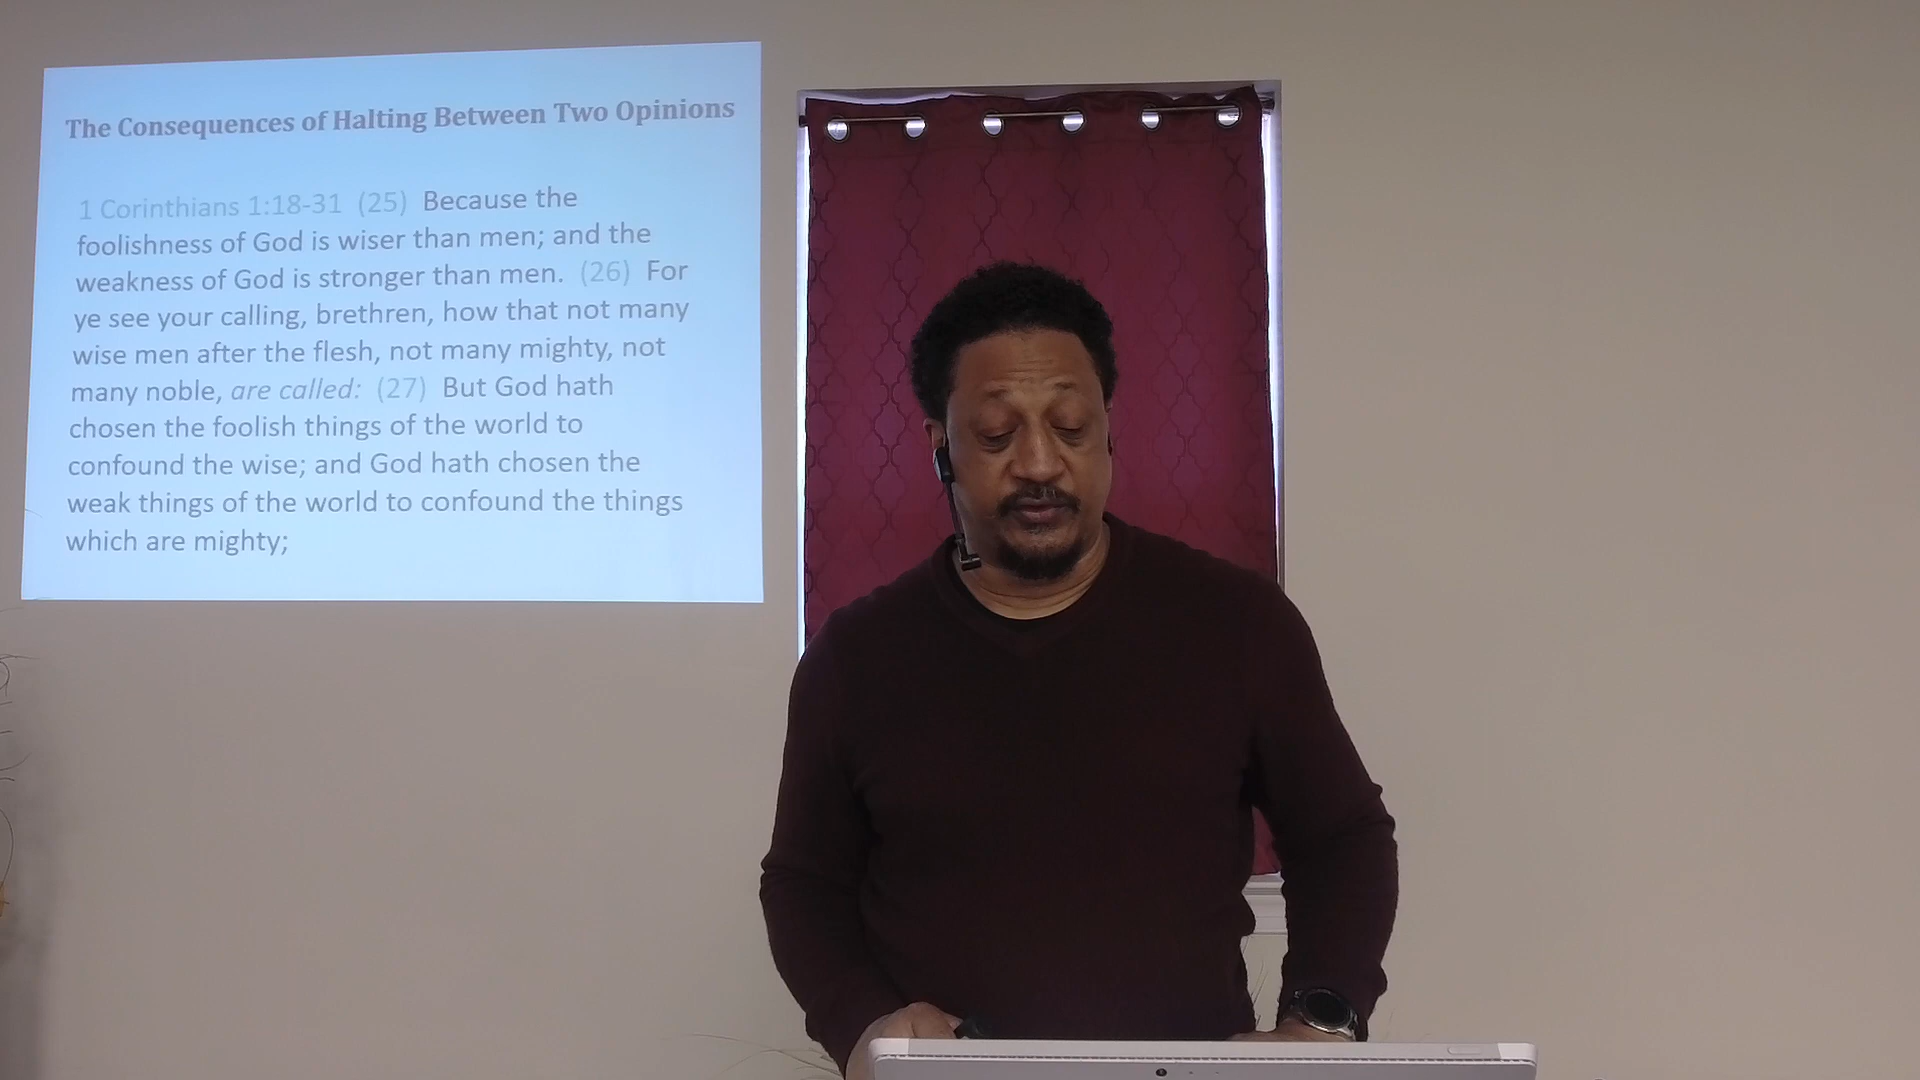 The Consequences of Halting Between Two Opinions
1 Corinthians 1:18-31 (25) Because the
foolishness of God is wiser than men; and the
weakness of God is stronger than men. (26) For
ye see your calling, brethren, how that not many
wise men after the flesh, not many mighty, not
many noble, are called: (27) But God hath
chosen the foolish things of the world to
confound the wise; and God hath chosen the
weak things of the world to confound the things
which are mighty;